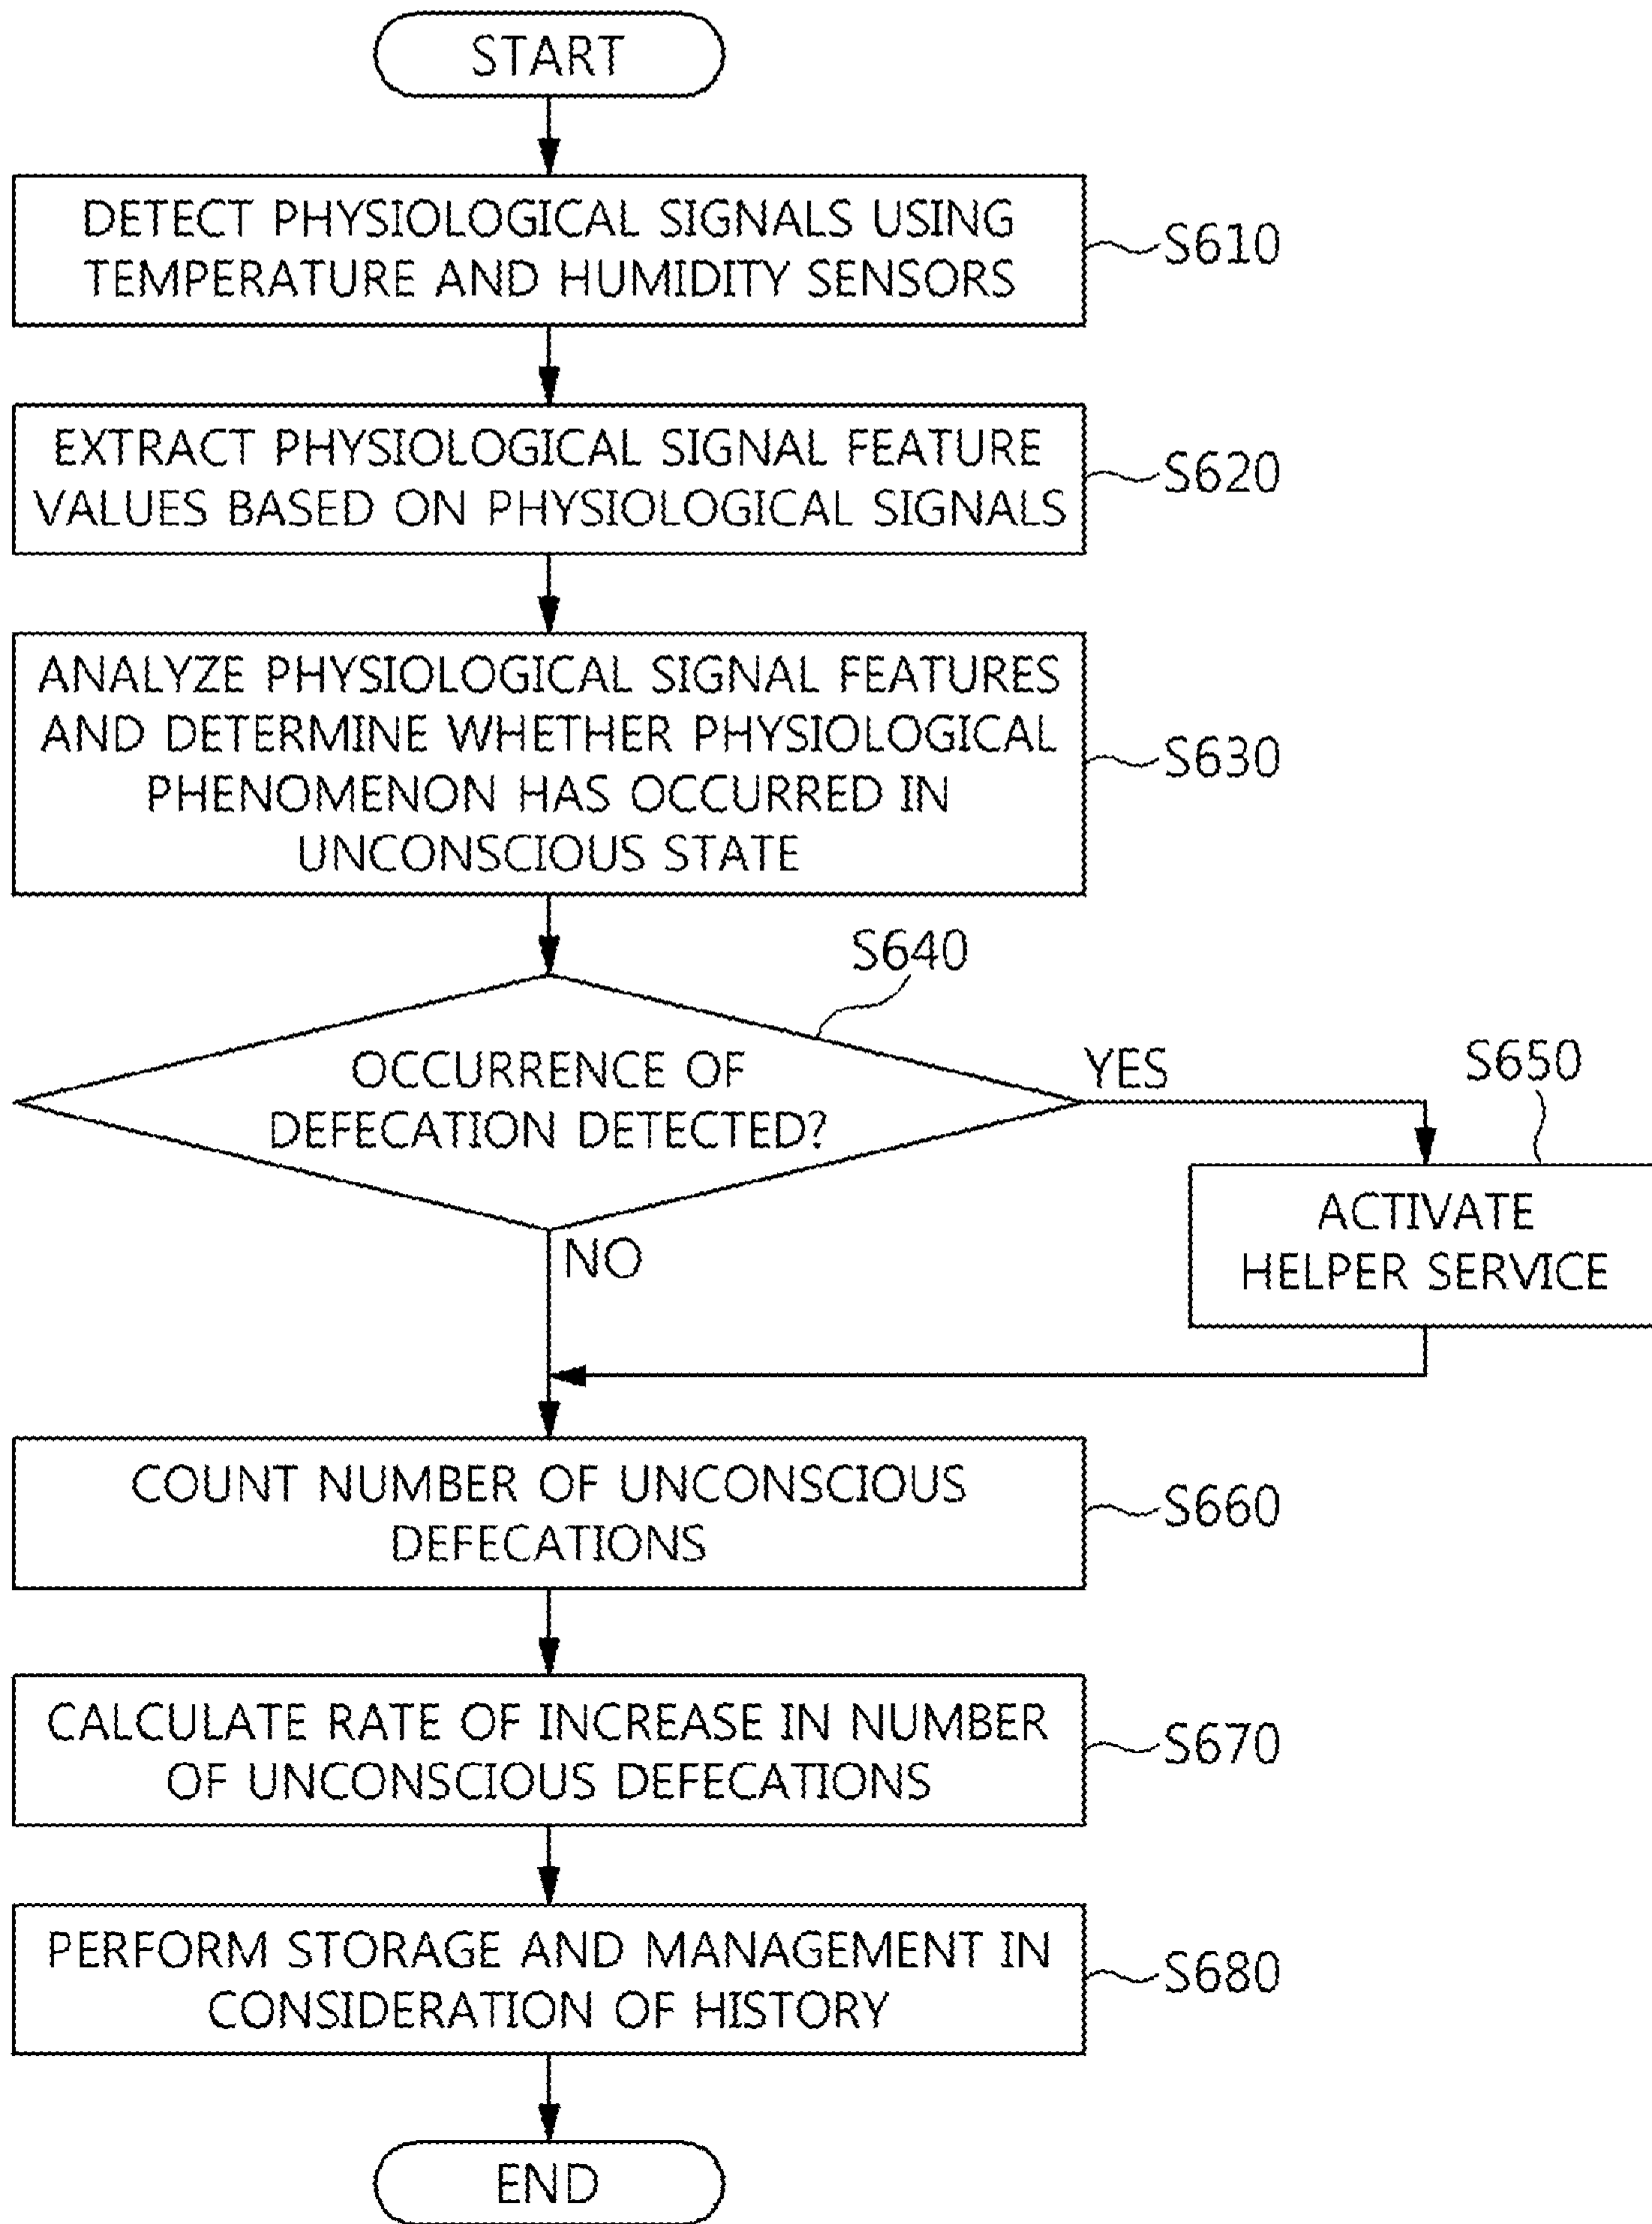 START
DETECT PHYSIOLOGICAL SIGNALS USING
TEMPERATURE AND HUMIDITY SENSORS
S610
EXTRACT PHYSIOLOGICAL SIGNAL FEATURE
VALUES BASED ON PHYSIOLOGICAL SIGNALS
S620
ANALYZE PHYSIOLOGICAL SIGNAL FEATURES
AND DETERMINE WHETHER PHYSIOLOGICAL
PHENOMENON HAS OCCURRED IN
UNCONSCIOUS STATE
S630
S640
OCCURRENCE OF
DEFECATION DETECTED?
YES
S650
ACTIVATE
HELPER SERVICE
NO
COUNT NUMBER OF UNCONSCIOUS
DEFECATIONS
S660
CALCULATE RATE OF INCREASE IN NUMBER
OF UNCONSCIOUS DEFECATIONS
S670
PERFORM STORAGE AND MANAGEMENT IN
CONSIDERATION OF HISTORY
S680
END